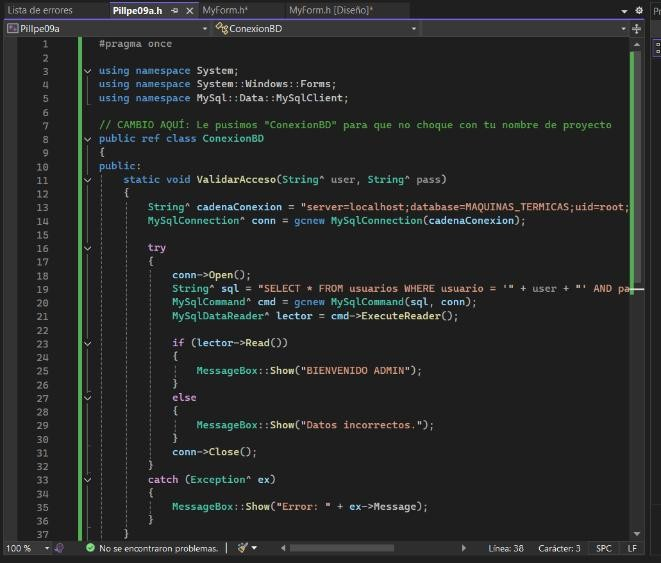 Lista de errores
Pillpe09a.h
MyForm.h*
MyForm.h [Diseño]*
Pillpe09a
ConexionBD
1 #pragma once
2
3 using namespace System;
4 using namespace System::Windows::Forms;
5 using namespace MySql::Data::MySqlClient;
6
7 // CAMBIO AQUÍ: Le pusimos "ConexionBD" para que no choque con tu nombre de proyecto
8 public ref class ConexionBD
9 {
10 public:
11 static void ValidarAcceso(String^ user, String^ pass)
12 {
13 String^ cadenaConexion = "server=localhost;database=MAQUINAS_TERMICAS;uid=root;
14 MySqlConnection^ conn = gcnew MySqlConnection(cadenaConexion);
15
16 try
17 {
18 conn->Open();
19 String^ sql = "SELECT * FROM usuarios WHERE usuario = '" + user + "' AND pa
20 MySqlCommand^ cmd = gcnew MySqlCommand(sql, conn);
21 MySqlDataReader^ lector = cmd->ExecuteReader();
22
23 if (lector->Read())
24 {
25 MessageBox::Show("BIENVENIDO ADMIN");
26 }
27 else
28 {
29 MessageBox::Show("Datos incorrectos.");
30 }
31 conn->Close();
32 }
33 catch (Exception^ ex)
34 {
35 MessageBox::Show("Error: " + ex->Message);
36 }
37 }
100 %
No se encontraron problemas.
Línea: 38
Carácter: 3
SPC
LF